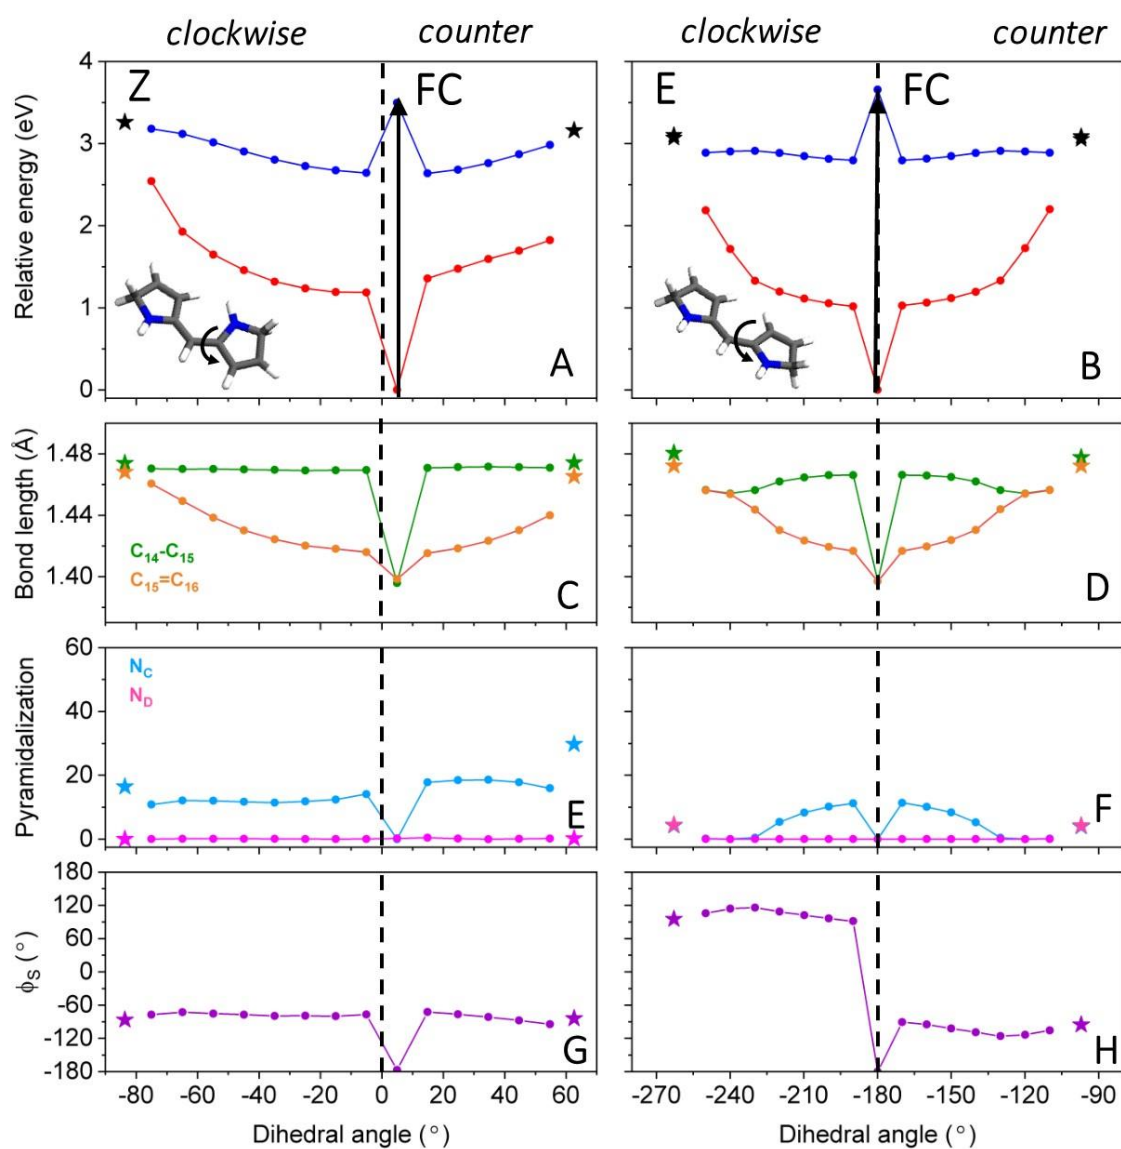 clockwise counter clockwise counter
Z FC E FC
Relative energy (eV)
4
3
2
1
0
A B
Bond length (Å)
1.48
1.44
1.40
C14-C15
C15=C16
C D
Pyramidalization
60
40
20
0
NC
ND
E F
ϕS (°)
180
120
60
0
-60
-120
-180
G H
-80 -60 -40 -20 0 20 40 60 -270 -240 -210 -180 -150 -120 -90
Dihedral angle (°) Dihedral angle (°)